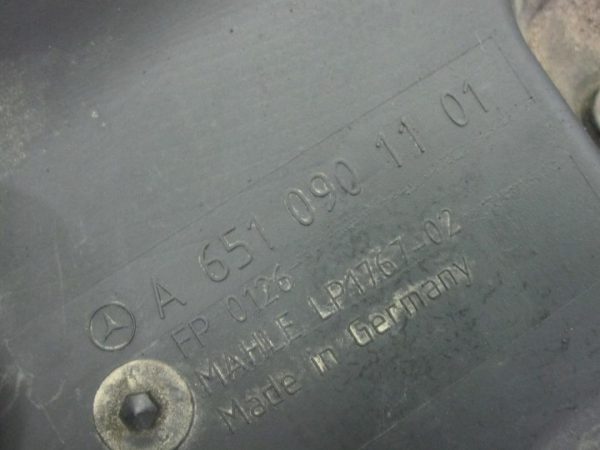 A 651 090 11 01
FP 0126
MAHLE LP1767-02
Made in Germany